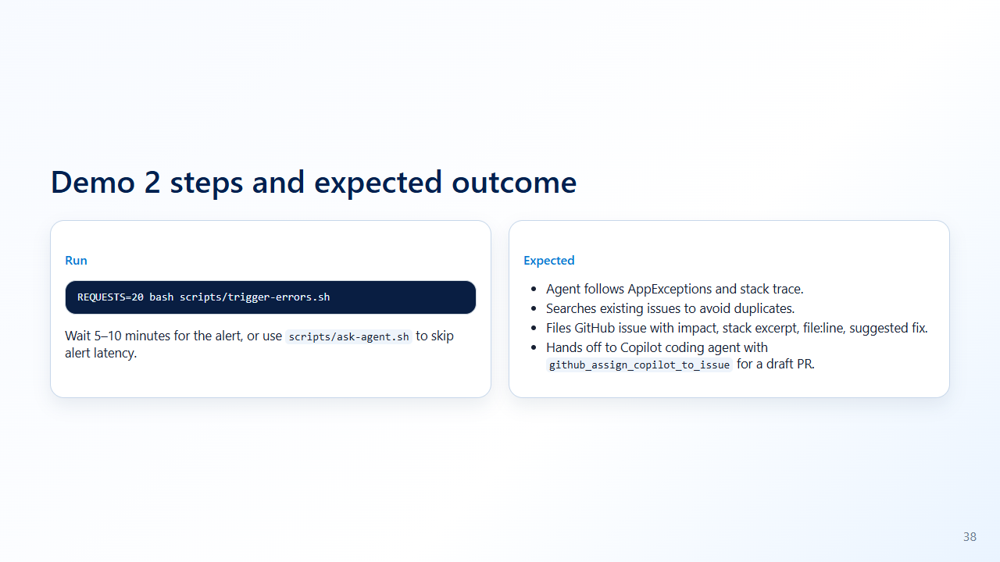 Demo 2 steps and expected outcome
Run
REQUESTS=20 bash scripts/trigger-errors.sh
Wait 5–10 minutes for the alert, or use scripts/ask-agent.sh to skip
alert latency.
Expected
• Agent follows AppExceptions and stack trace.
• Searches existing issues to avoid duplicates.
• Files GitHub issue with impact, stack excerpt, file:line, suggested fix.
• Hands off to Copilot coding agent with
github_assign_copilot_to_issue for a draft PR.
38